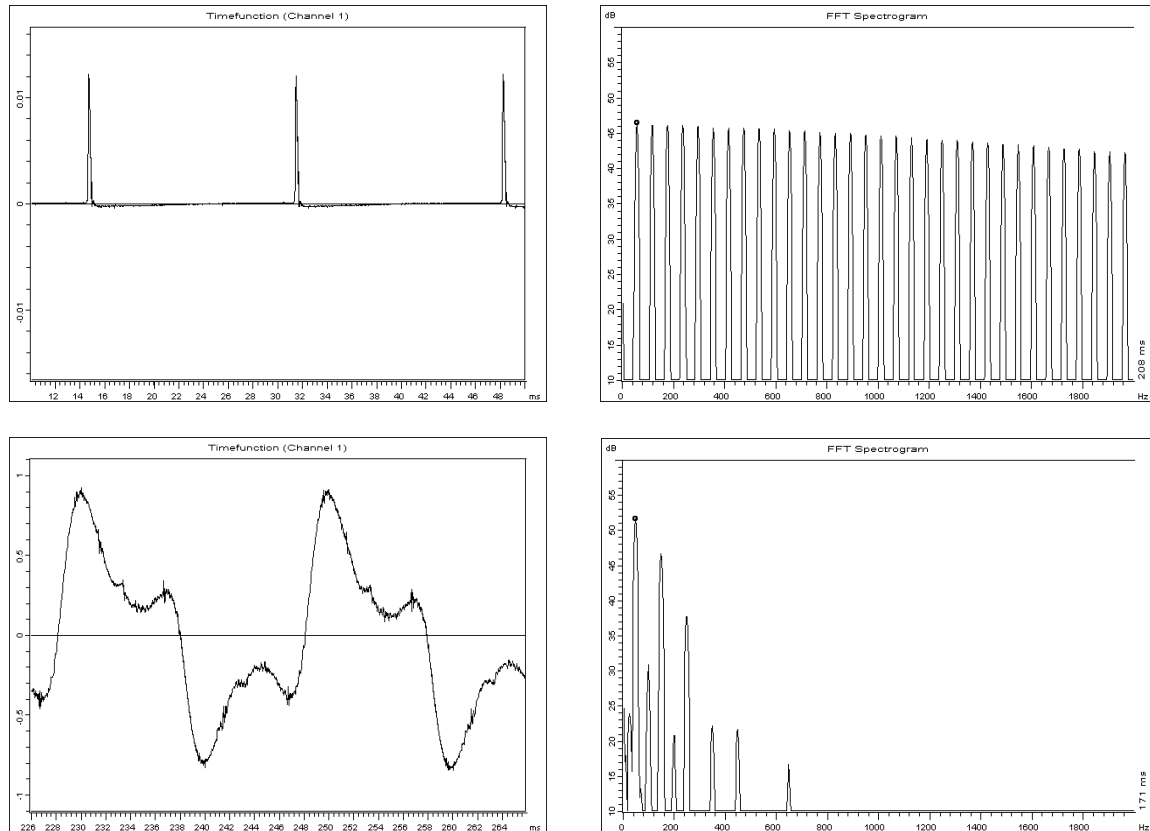 Timefunction (Channel 1)
0.01
0
-0.01
12 14 16 18 20 22 24 26 28 30 32 34 36 38 40 42 44 46 48 ms
dB FFT Spectrogram
55
50
45
40
35
30
25
20
15
10
0 200 400 600 800 1000 1200 1400 1600 1800 Hz
208 ms
Timefunction (Channel 1)
1
0.5
0
-0.5
-1
226 228 230 232 234 236 238 240 242 244 246 248 250 252 254 256 258 260 262 264 ms
dB FFT Spectrogram
55
50
45
40
35
30
25
20
15
10
0 200 400 600 800 1000 1200 1400 1600 1800 Hz
171 ms